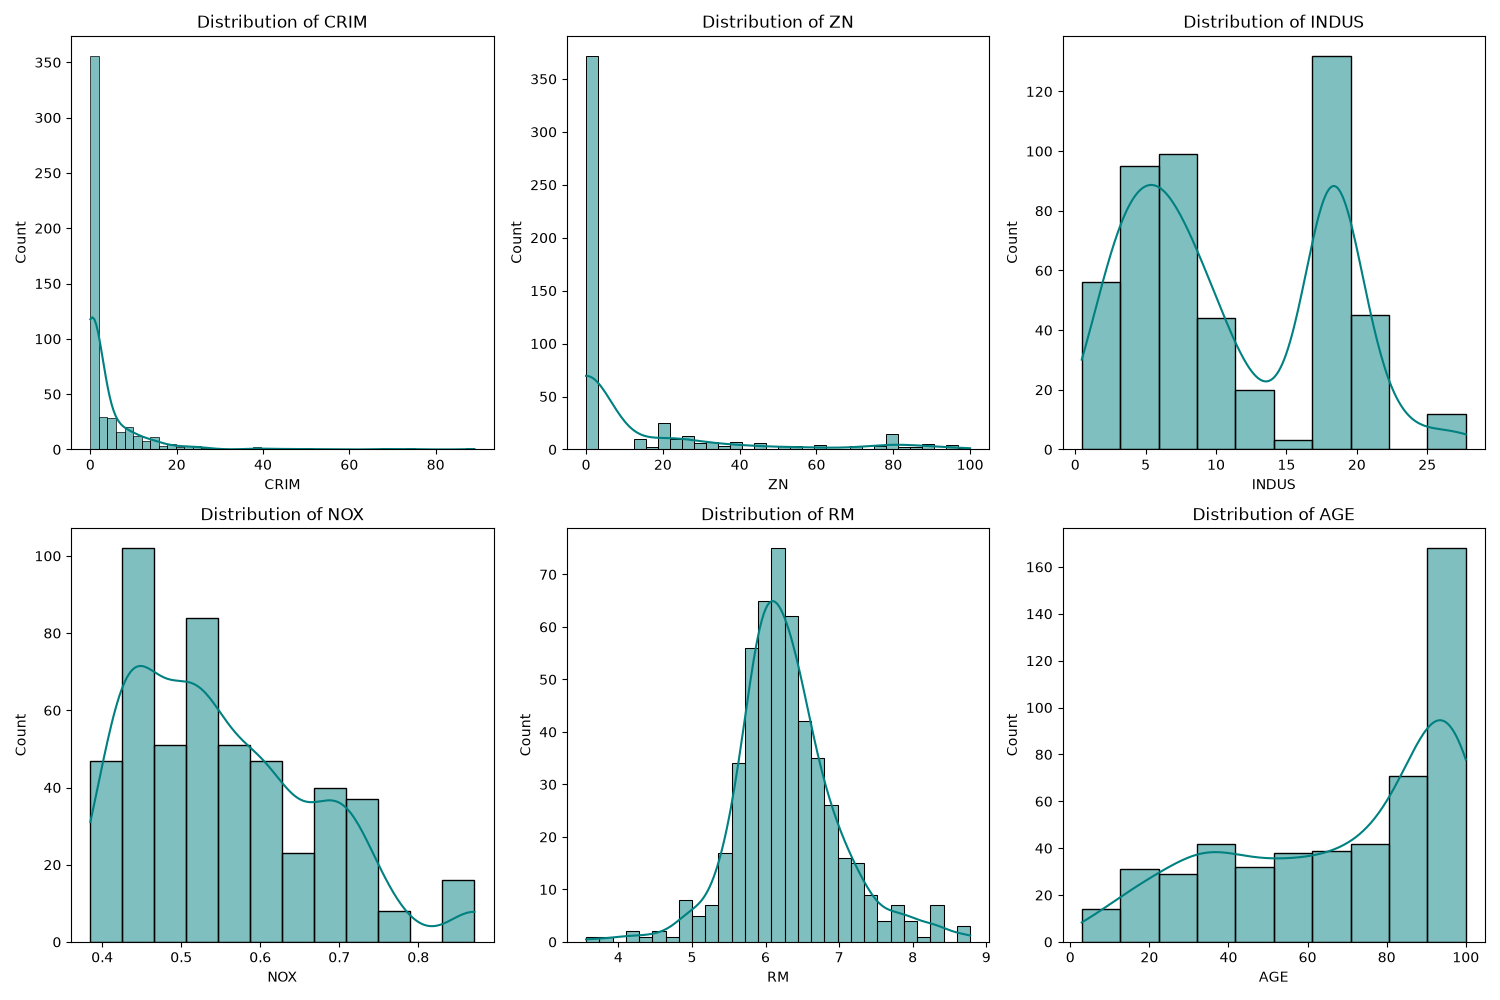 Distribution of CRIM
Distribution of ZN
Distribution of INDUS
350
300
250
200
150
100
50
0
Count
0 20 40 60 80
CRIM
350
300
250
200
150
100
50
0
Count
0 20 40 60 80 100
ZN
120
100
80
60
40
20
0
Count
0 5 10 15 20 25
INDUS
Distribution of NOX
Distribution of RM
Distribution of AGE
100
80
60
40
20
0
Count
0.4 0.5 0.6 0.7 0.8
NOX
70
60
50
40
30
20
10
0
Count
4 5 6 7 8 9
RM
160
140
120
100
80
60
40
20
0
Count
0 20 40 60 80 100
AGE